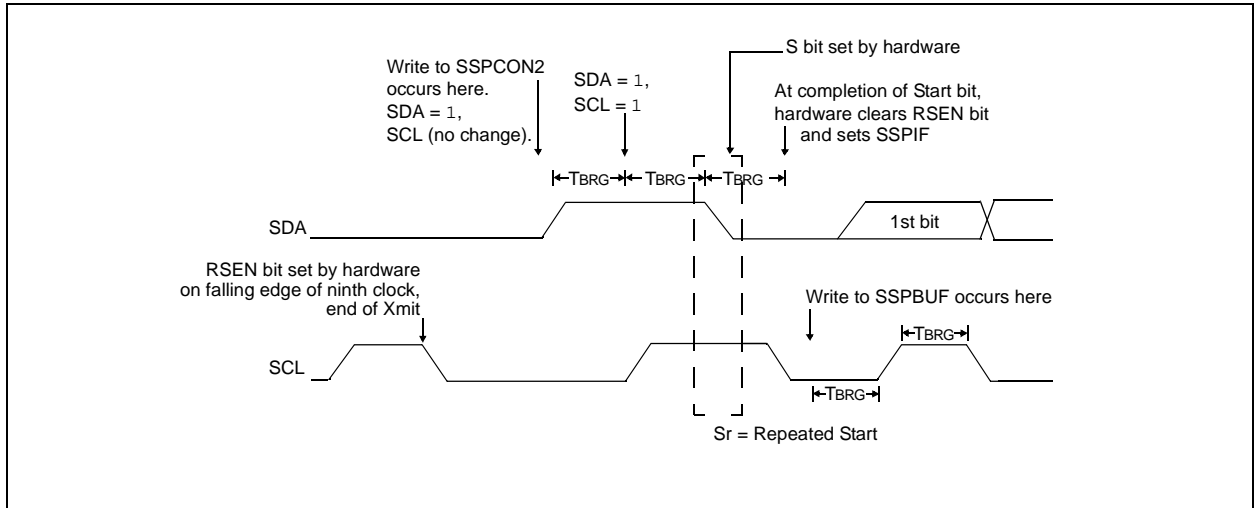 S bit set by hardware
Write to SSPCON2
occurs here.
SDA = 1,
SCL (no change).
SDA = 1,
SCL = 1
At completion of Start bit,
hardware clears RSEN bit
and sets SSPIF
TBRG
TBRG
TBRG
SDA
1st bit
RSEN bit set by hardware
on falling edge of ninth clock,
end of Xmit
Write to SSPBUF occurs here
TBRG
SCL
TBRG
Sr = Repeated Start